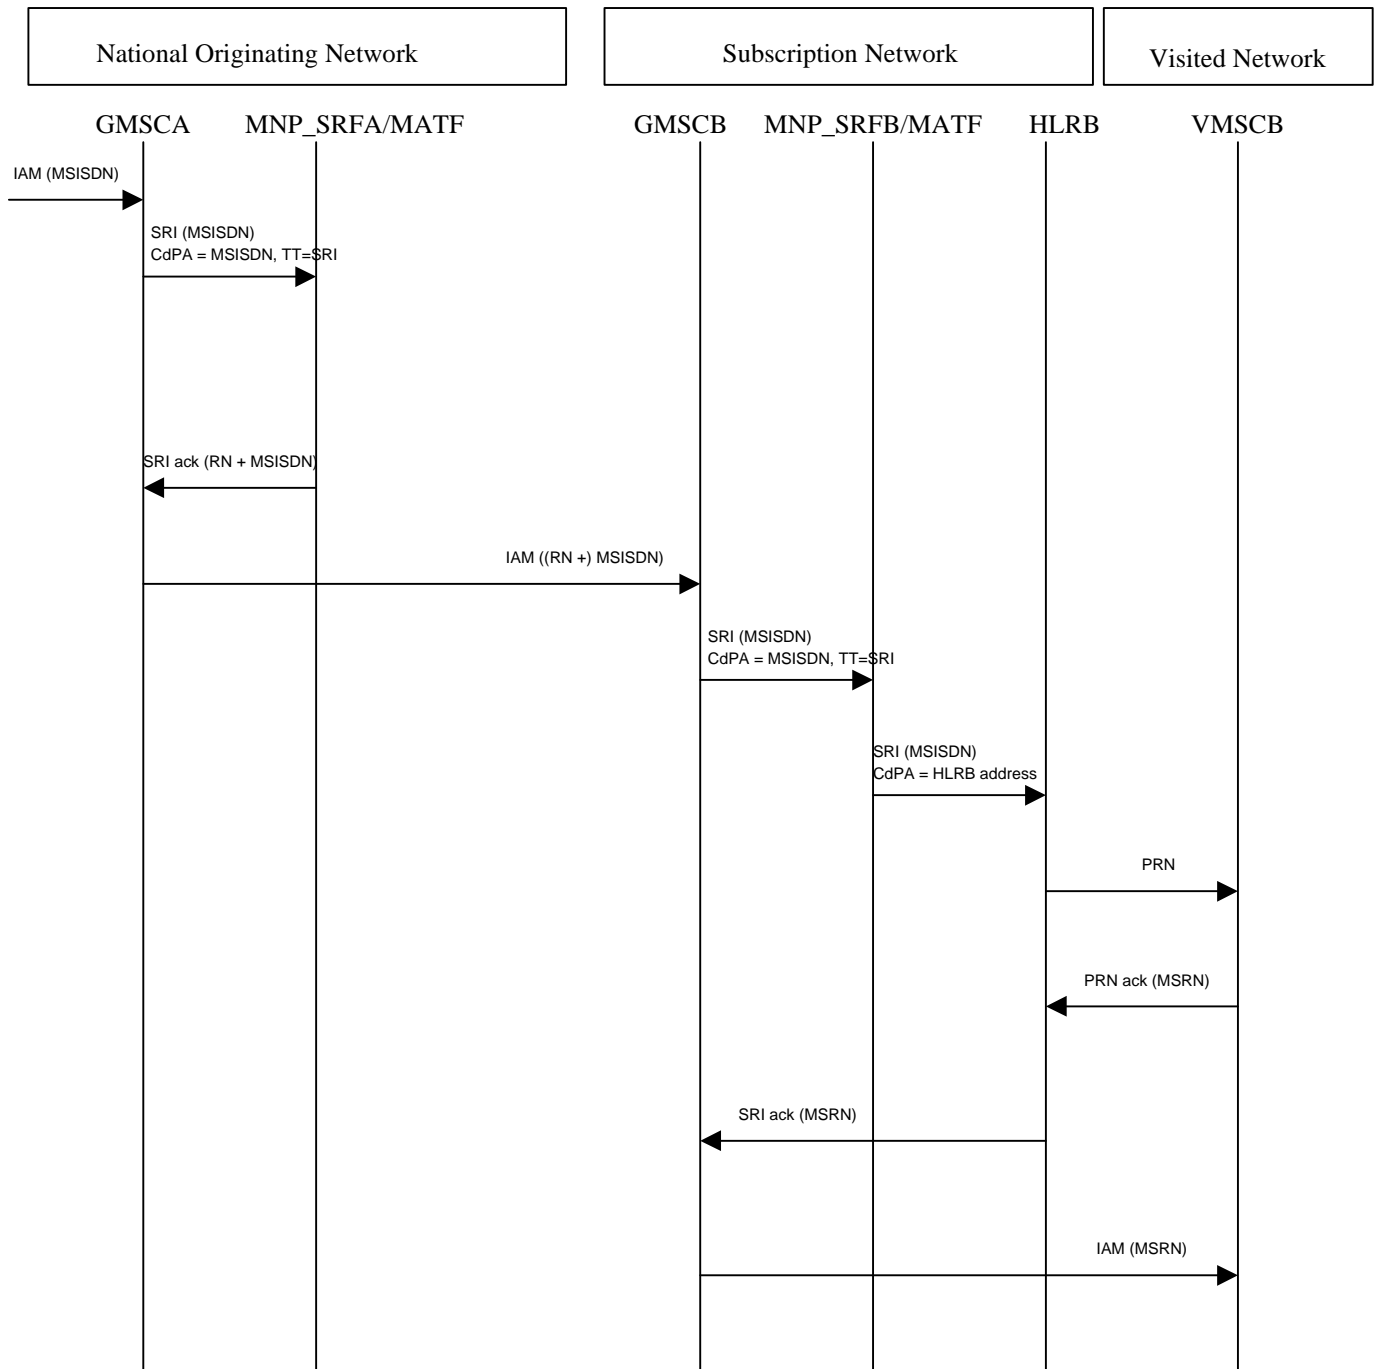 National Originating Network
Subscription Network
Visited Network
GMSCA
MNP_SRFA/MATF
GMSCB
MNP_SRFB/MATF
HLRB
VMSCB
IAM (MSISDN)
SRI (MSISDN)
CdPA = MSISDN, TT=SRI
SRI ack (RN + MSISDN)
IAM ((RN +) MSISDN)
SRI (MSISDN)
CdPA = MSISDN, TT=SRI
SRI (MSISDN)
CdPA = HLRB address
PRN
PRN ack (MSRN)
SRI ack (MSRN)
IAM (MSRN)